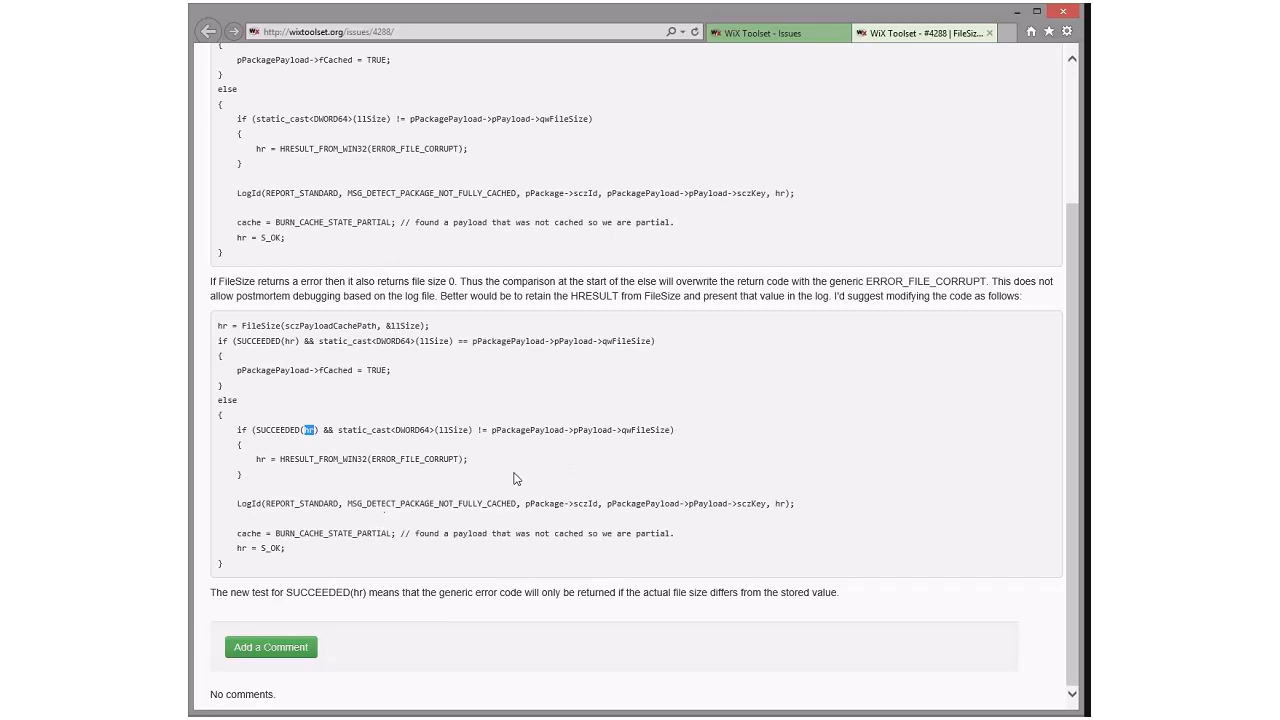 http://wixtoolset.org/issues/4288/
WiX Toolset - Issues
WiX Toolset - #4288 | FileSiz...
{
pPackagePayload->fCached = TRUE;
}
else
{
if (static_cast<DWORD64>(llSize) != pPackagePayload->pPayload->qwFileSize)
{
hr = HRESULT_FROM_WIN32(ERROR_FILE_CORRUPT);
}
LogId(REPORT_STANDARD, MSG_DETECT_PACKAGE_NOT_FULLY_CACHED, pPackage->sczId, pPackagePayload->pPayload->sczKey, hr);
cache = BURN_CACHE_STATE_PARTIAL; // found a payload that was not cached so we are partial.
hr = S_OK;
}
If FileSize returns a error then it also returns file size 0. Thus the comparison at the start of the else will overwrite the return code with the generic ERROR_FILE_CORRUPT. This does not
allow postmortem debugging based on the log file. Better would be to retain the HRESULT from FileSize and present that value in the log. I'd suggest modifying the code as follows:
hr = FileSize(sczPayloadCachePath, &llSize);
if (SUCCEEDED(hr) && static_cast<DWORD64>(llSize) == pPackagePayload->pPayload->qwFileSize)
{
pPackagePayload->fCached = TRUE;
}
else
{
if (SUCCEEDED(hr) && static_cast<DWORD64>(llSize) != pPackagePayload->pPayload->qwFileSize)
{
hr = HRESULT_FROM_WIN32(ERROR_FILE_CORRUPT);
}
LogId(REPORT_STANDARD, MSG_DETECT_PACKAGE_NOT_FULLY_CACHED, pPackage->sczId, pPackagePayload->pPayload->sczKey, hr);
cache = BURN_CACHE_STATE_PARTIAL; // found a payload that was not cached so we are partial.
hr = S_OK;
}
The new test for SUCCEEDED(hr) means that the generic error code will only be returned if the actual file size differs from the stored value.
Add a Comment
No comments.